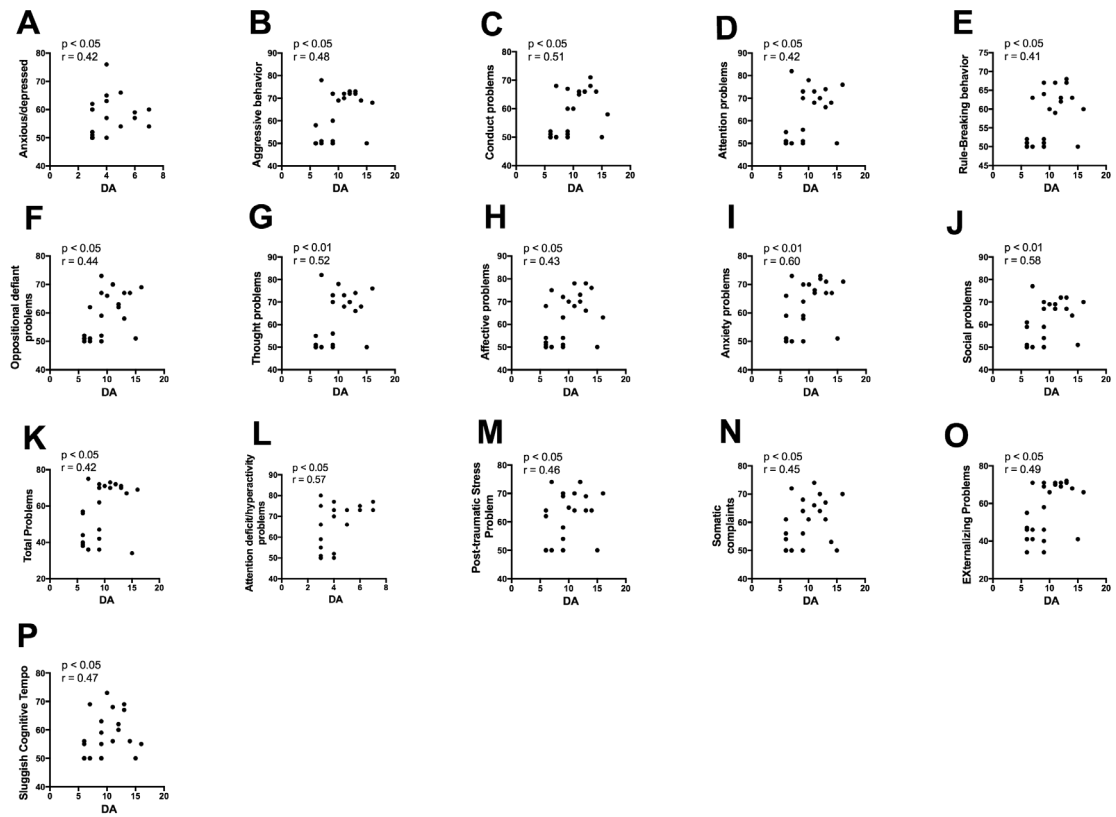 A
p < 0.05
r = 0.42
Anxious/depressed
80
70
60
50
40
0 2 4 6 8
DA
B
p < 0.05
r = 0.48
Aggressive behavior
90
80
70
60
50
40
0 5 10 15 20
DA
C
p < 0.05
r = 0.51
Conduct problems
80
70
60
50
40
0 5 10 15 20
DA
D
p < 0.05
r = 0.42
Attention problems
90
80
70
60
50
40
0 5 10 15 20
DA
E
p < 0.05
r = 0.41
Rule-Breaking behavior
75
70
65
60
55
50
45
0 5 10 15 20
DA
F
p < 0.05
r = 0.44
Oppositional defiant
problems
80
70
60
50
40
0 5 10 15 20
DA
G
p < 0.01
r = 0.52
Thought problems
90
80
70
60
50
40
0 5 10 15 20
DA
H
p < 0.05
r = 0.43
Affective problems
90
80
70
60
50
40
0 5 10 15 20
DA
I
p < 0.01
r = 0.60
Anxiety problems
80
70
60
50
40
0 5 10 15 20
DA
J
p < 0.01
r = 0.58
Social problems
90
80
70
60
50
40
0 5 10 15 20
DA
K
p < 0.05
r = 0.42
Total Problems
80
60
40
20
0 5 10 15 20
DA
L
p < 0.05
r = 0.57
Attention deficit/hyperactivity
problems
90
80
70
60
50
40
0 2 4 6 8
DA
M
p < 0.05
r = 0.46
Post-traumatic Stress
Problem
80
70
60
50
40
0 5 10 15 20
DA
N
p < 0.05
r = 0.45
Somatic
complaints
80
70
60
50
40
0 5 10 15 20
DA
O
p < 0.05
r = 0.49
EXternalizing Problems
80
60
40
20
0 5 10 15 20
DA
P
p < 0.05
r = 0.47
Sluggish Cognitive Tempo
80
70
60
50
40
0 5 10 15 20
DA